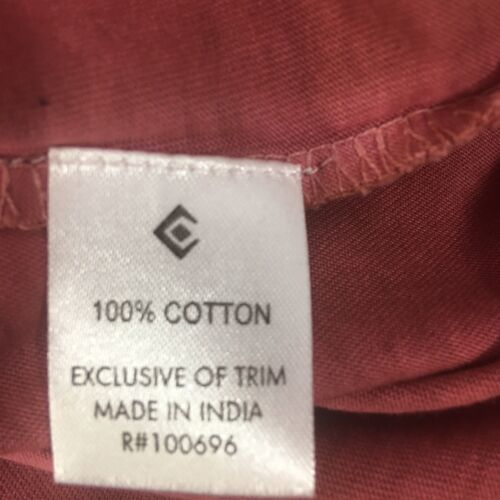 100% COTTON
EXCLUSIVE OF TRIM
MADE IN INDIA
R#100696